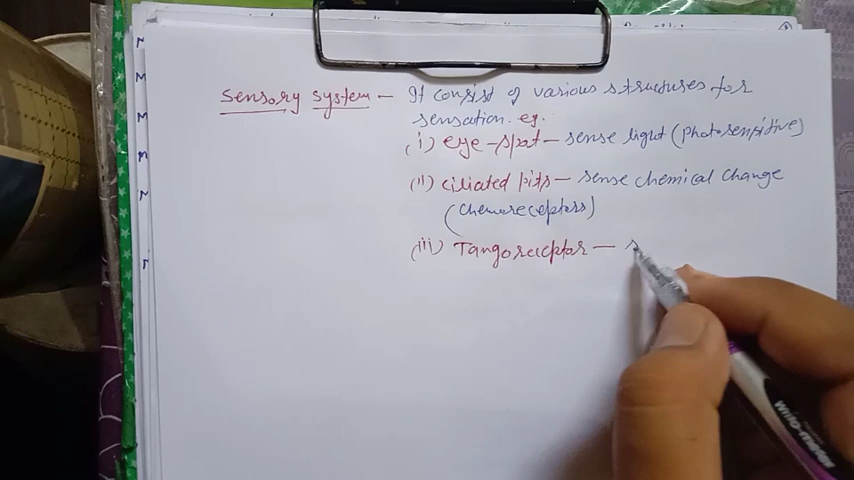 Sensory system - It consist of various structures for
sensation. eg.
(i) eye-spot - sense light (photosensitive)
(ii) ciliated pits - sense chemical change
(chemoreceptors)
(iii) Tangoreceptor - s